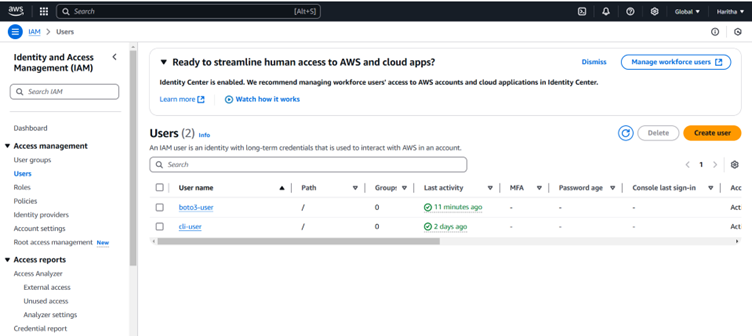 aws
Search
[Alt+S]
Global
Haritha
IAM > Users
Identity and Access
Management (IAM)
Search IAM
Dashboard
Access management
User groups
Users
Roles
Policies
Identity providers
Account settings
Root access management New
Access reports
Access Analyzer
External access
Unused access
Analyzer settings
Credential report
Ready to streamline human access to AWS and cloud apps?
Dismiss
Manage workforce users
Identity Center is enabled. We recommend managing workforce users' access to AWS accounts and cloud applications in Identity Center.
Learn more
Watch how it works
Users (2) Info
Delete
Create user
An IAM user is an identity with long-term credentials that is used to interact with AWS in an account.
Search
1
User name Path Groups Last activity MFA Password age Console last sign-in Acc
boto3-user / 0 11 minutes ago - - - Act
cli-user / 0 2 days ago - - - Act